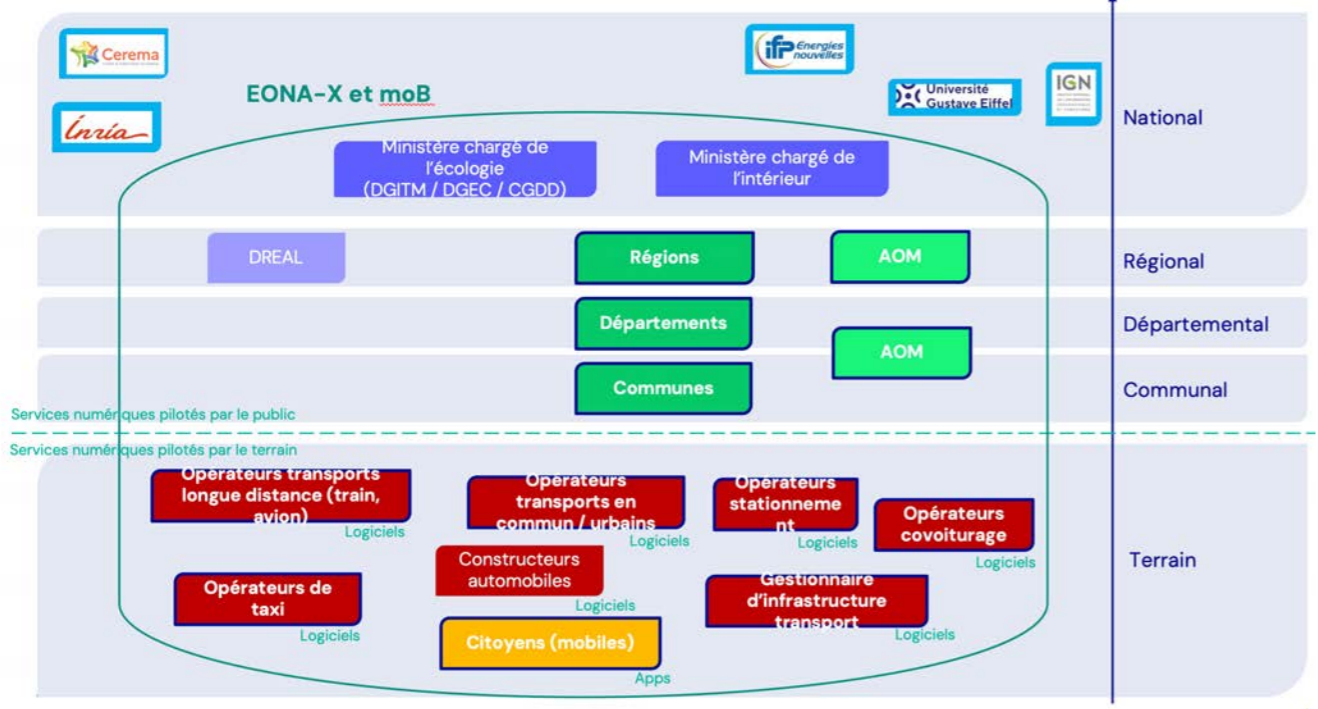 Cerema
Inría
EONA-X et moB
ifp Energies
nouvelles
Université
Gustave Eiffel
IGN
National
Ministère chargé de
l'écologie
(DGITM / DGEC / CGDD)
Ministère chargé de
l'intérieur
DREAL
Régions
AOM
Régional
Départements
Départemental
AOM
Communes
Communal
Services numériques pilotés par le public
Services numériques pilotés par le terrain
Opérateurs transports
longue distance (train,
avion)
Logiciels
Opérateurs
transports en
commun / urbains
Logiciels
Opérateurs
stationneme
nt
Logiciels
Opérateurs
covoiturage
Logiciels
Terrain
Constructeurs
automobiles
Logiciels
Opérateurs de
taxi
Logiciels
Gestionnaire
d'infrastructure
transport
Logiciels
Citoyens (mobiles)
Apps